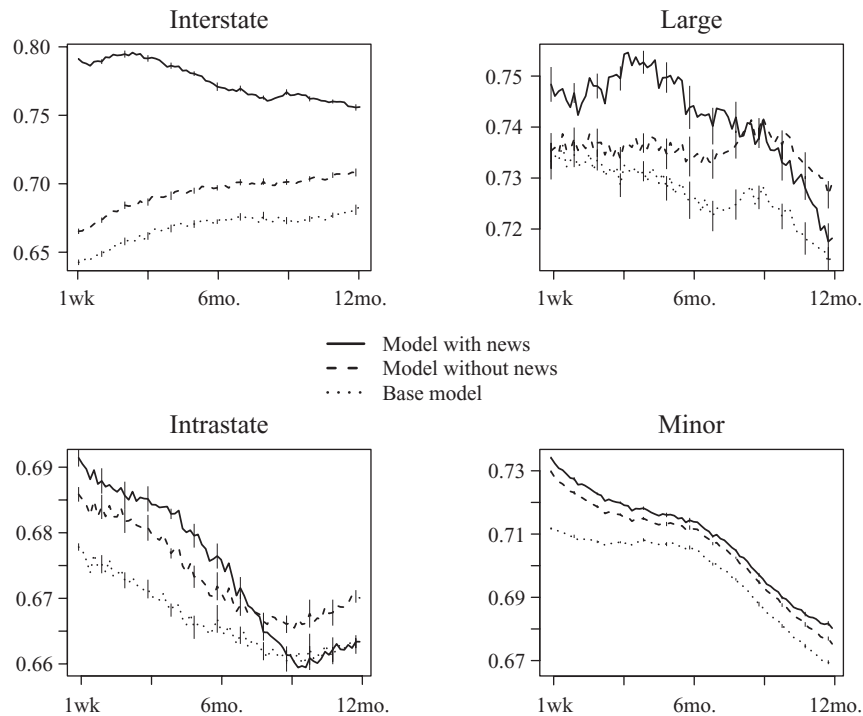 Interstate
0.80
0.75
0.70
0.65
1wk 6mo. 12mo.
Large
0.75
0.74
0.73
0.72
1wk 6mo. 12mo.
Model with news
Model without news
Base model
Intrastate
0.69
0.68
0.67
0.66
1wk 6mo. 12mo.
Minor
0.73
0.71
0.69
0.67
1wk 6mo. 12mo.